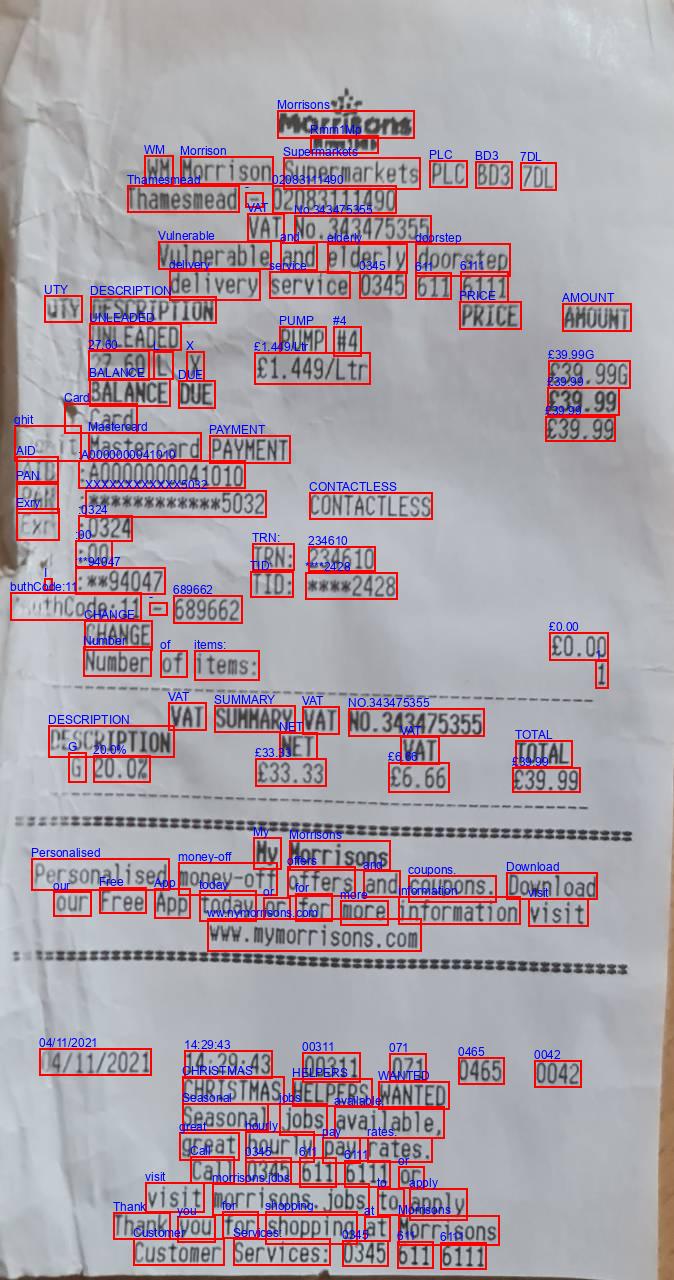 Morrisons
WM Morrison Supermarkets PLC BD3 7DL
Thamesmead - 02083111490
VAT No.343475355
Vulnerable and elderly doorstep
delivery service 0345 611 6111
QTY DESCRIPTION PRICE AMOUNT
UNLEADED PUMP #4
27.60 L X £1.449/Ltr £39.99G
BALANCE DUE £39.99
Card £39.99
Mastercard PAYMENT
AID :A0000000041010
PAN :************5032 CONTACTLESS
Exry :0324
:00 TRN: 234610
:**94047 TID: ****2428
AuthCode:11 - 689662
CHANGE £0.00
Number of items: 1
VAT SUMMARY VAT NO.343475355
DESCRIPTION NET VAT TOTAL
G 20.0% £33.33 £6.66 £39.99
My Morrisons
Personalised money-off offers and coupons. Download
our Free App today or for more information visit
www.mymorrisons.com
04/11/2021 14:29:43 00311 071 0465 0042
CHRISTMAS HELPERS WANTED
Seasonal jobs available,
great hourly pay rates.
Call 0345 611 6111 or
visit morrisons.jobs to apply
Thank you for shopping at Morrisons
Customer Services: 0345 611 6111